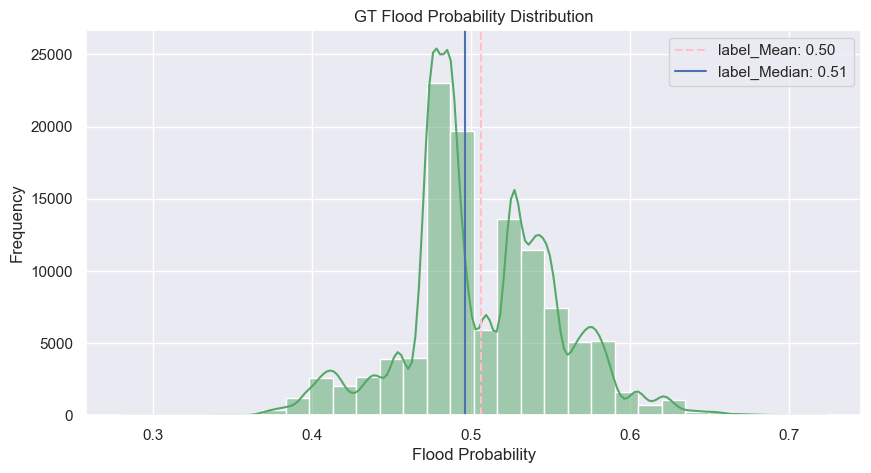 GT Flood Probability Distribution
label_Mean: 0.50
label_Median: 0.51
25000
20000
15000
10000
5000
0
Frequency
0.3 0.4 0.5 0.6 0.7
Flood Probability